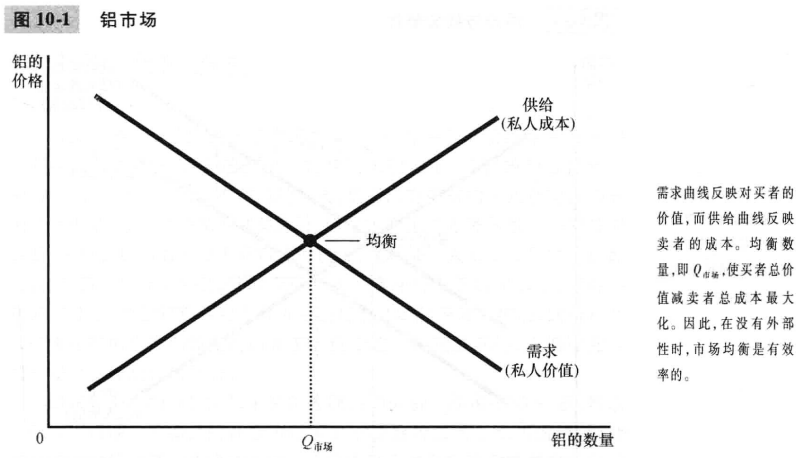 图 10-1 铝市场
铝的
价格
供给
(私人成本)
均衡
需求
(私人价值)
0
Q市场
铝的数量
需求曲线反映对买者的
价值,而供给曲线反映
卖者的成本。均衡数
量,即 Q市场,使买者总价
值减卖者总成本最大
化。因此,在没有外部
性时,市场均衡是有效
率的。